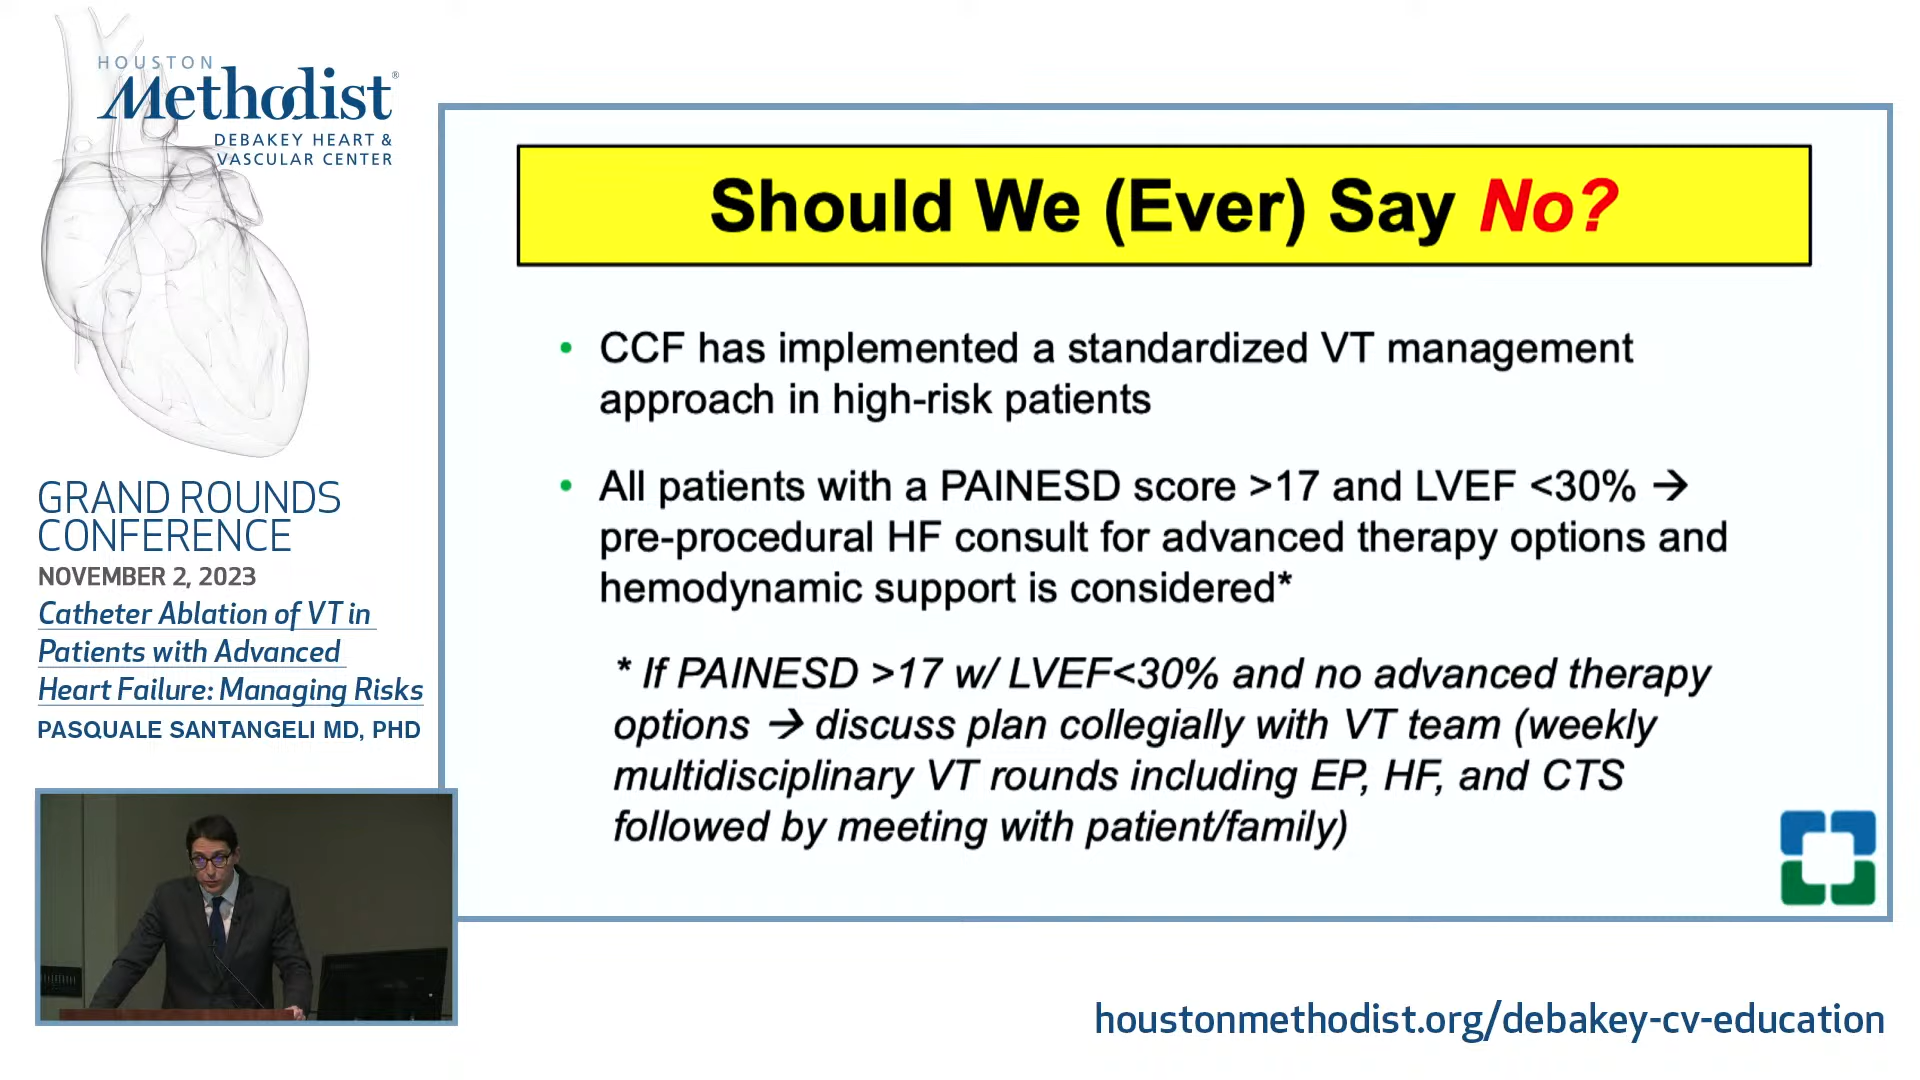 HOUSTON
Methodist®
DEBAKEY HEART &
VASCULAR CENTER
GRAND ROUNDS
CONFERENCE
NOVEMBER 2, 2023
Catheter Ablation of VT in
Patients with Advanced
Heart Failure: Managing Risks
PASQUALE SANTANGELI MD, PHD
Should We (Ever) Say No?
• CCF has implemented a standardized VT management
approach in high-risk patients
• All patients with a PAINESD score >17 and LVEF <30% →
pre-procedural HF consult for advanced therapy options and
hemodynamic support is considered*
* If PAINESD >17 w/ LVEF<30% and no advanced therapy
options → discuss plan collegially with VT team (weekly
multidisciplinary VT rounds including EP, HF, and CTS
followed by meeting with patient/family)
houstonmethodist.org/debakey-cv-education